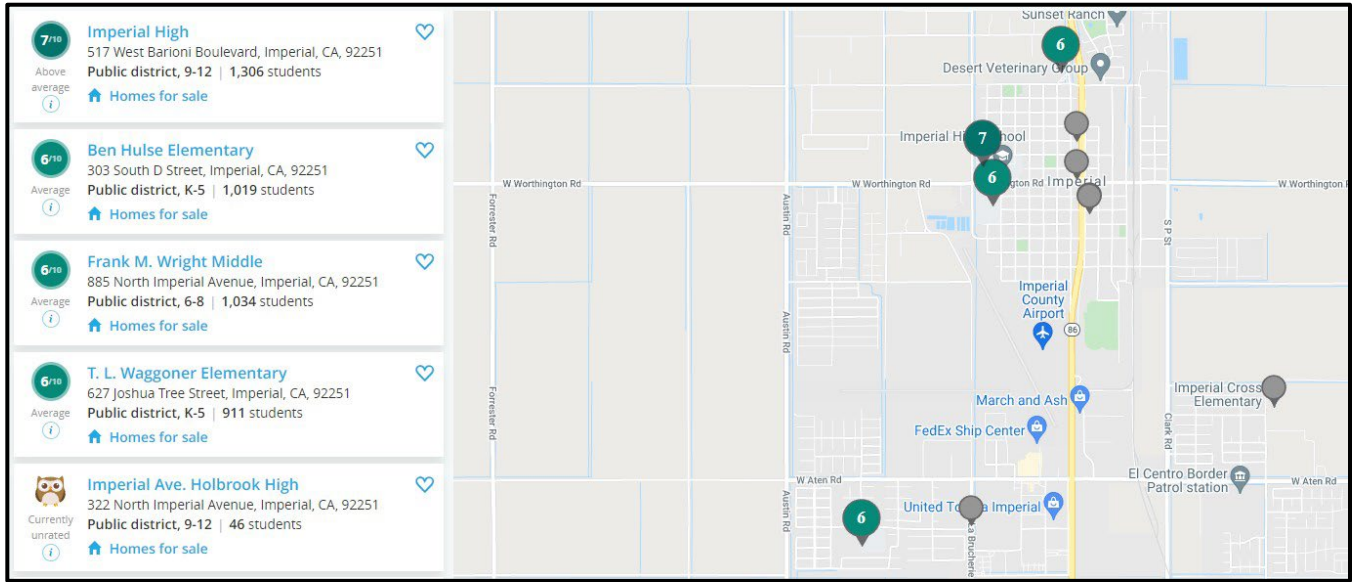 7/10
Above
average
i
Imperial High
517 West Barioni Boulevard, Imperial, CA, 92251
Public district, 9-12 | 1,306 students
Homes for sale
6/10
Average
i
Ben Hulse Elementary
303 South D Street, Imperial, CA, 92251
Public district, K-5 | 1,019 students
Homes for sale
6/10
Average
i
Frank M. Wright Middle
885 North Imperial Avenue, Imperial, CA, 92251
Public district, 6-8 | 1,034 students
Homes for sale
6/10
Average
i
T. L. Waggoner Elementary
627 Joshua Tree Street, Imperial, CA, 92251
Public district, K-5 | 911 students
Homes for sale
Currently
unrated
i
Imperial Ave. Holbrook High
322 North Imperial Avenue, Imperial, CA, 92251
Public district, 9-12 | 46 students
Homes for sale
Sunset Ranch
6
Desert Veterinary Group
Imperial High School
7
6
W Worthington Rd
W Worthington Rd
Imperial
W Worthington
Forrester Rd
Austin Rd
S P St
Imperial
County
Airport
86
Austin Rd
Forrester Rd
Imperial Cross
Elementary
March and Ash
FedEx Ship Center
Clark Rd
El Centro Border
Patrol station
W Aten Rd
W Aten Rd
Austin Rd
6
United Toyota Imperial
La Brucherie